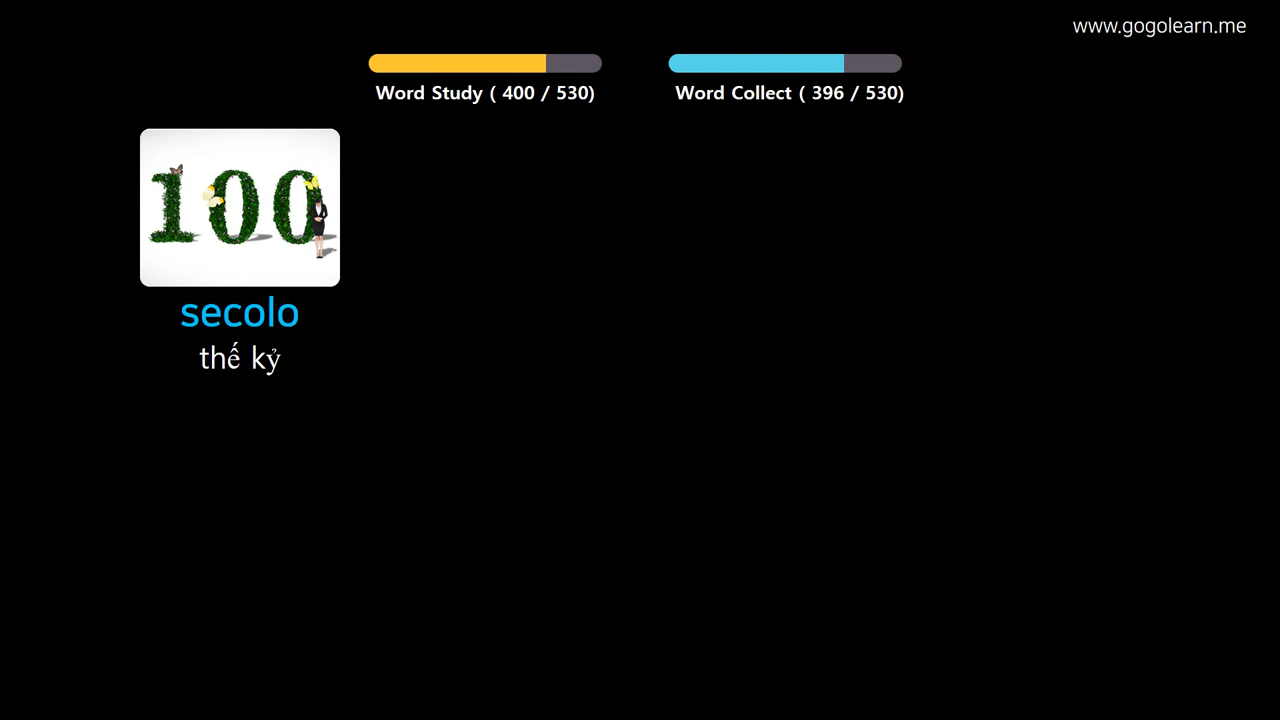 www.gogolearn.me
Word Study ( 400 / 530)
Word Collect ( 396 / 530)
100
secolo
thế kỷ